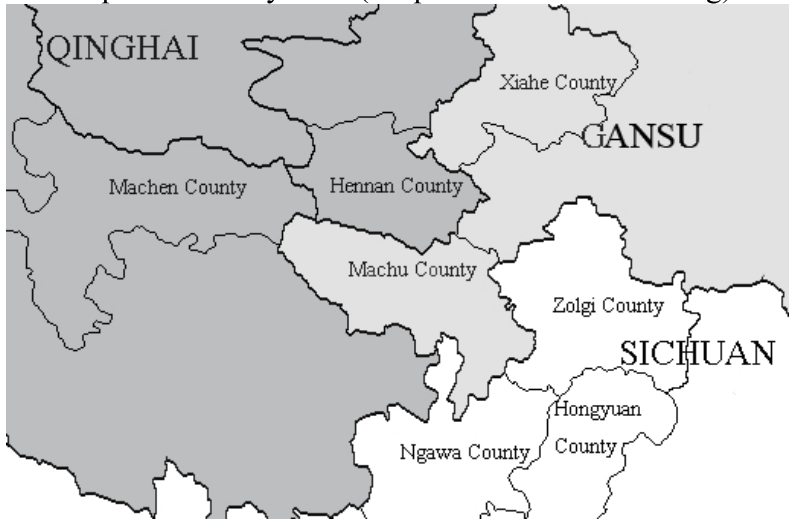 QINGHAI
Xiahe County
GANSU
Machen County
Hennan County
Machu County
Zolgi County
SICHUAN
Hongyuan
County
Ngawa County